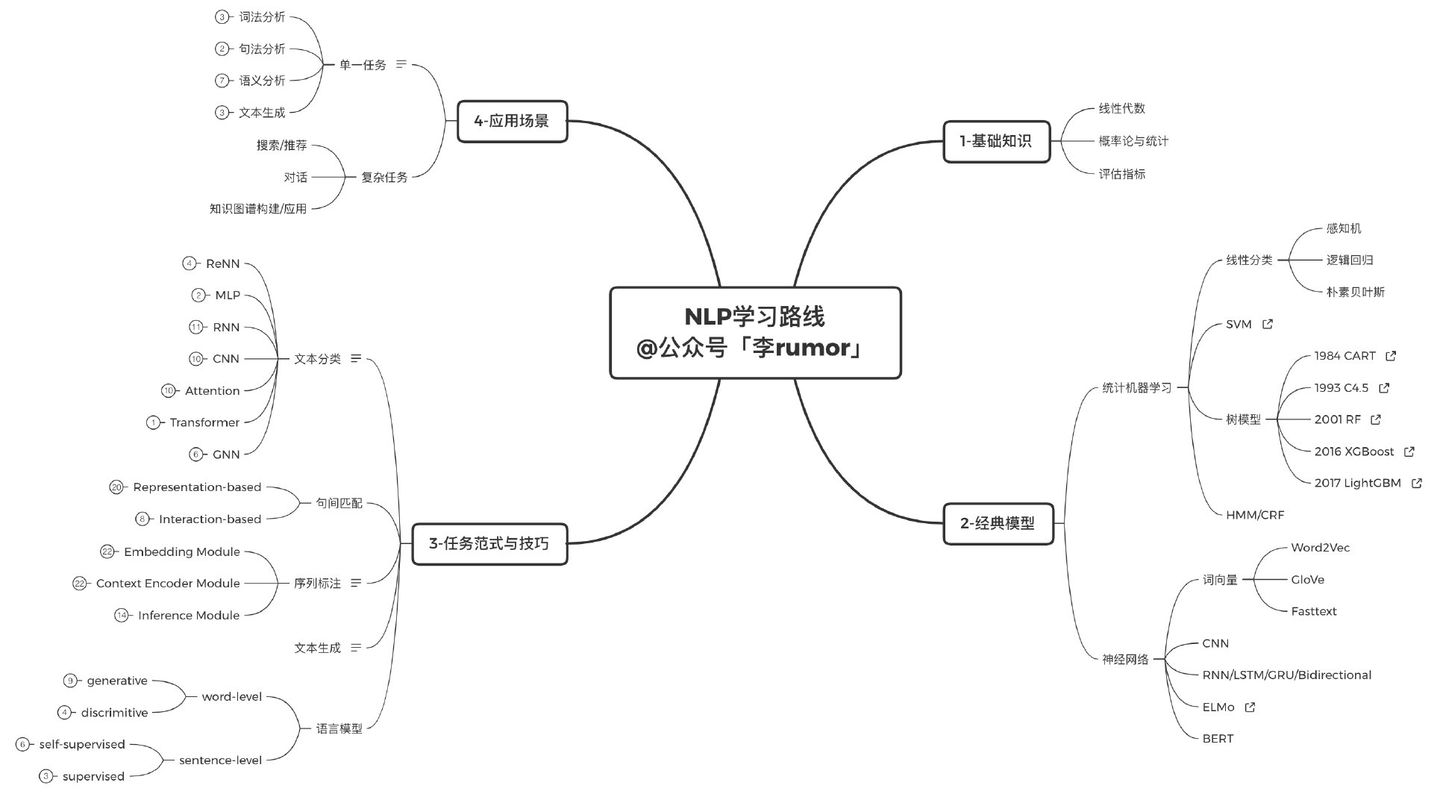 NLP学习路线
@公众号「李rumor」
1-基础知识
线性代数
概率论与统计
评估指标
2-经典模型
统计机器学习
线性分类
感知机
逻辑回归
朴素贝叶斯
SVM
树模型
1984 CART
1993 C4.5
2001 RF
2016 XGBoost
2017 LightGBM
HMM/CRF
神经网络
词向量
Word2Vec
GloVe
Fasttext
CNN
RNN/LSTM/GRU/Bidirectional
ELMo
BERT
3-任务范式与技巧
文本分类
4 ReNN
2 MLP
11 RNN
10 CNN
10 Attention
1 Transformer
6 GNN
句间匹配
20 Representation-based
8 Interaction-based
序列标注
22 Embedding Module
22 Context Encoder Module
14 Inference Module
文本生成
语言模型
word-level
9 generative
4 discrimitive
sentence-level
6 self-supervised
3 supervised
4-应用场景
单一任务
3 词法分析
2 句法分析
7 语义分析
3 文本生成
复杂任务
搜索/推荐
对话
知识图谱构建/应用